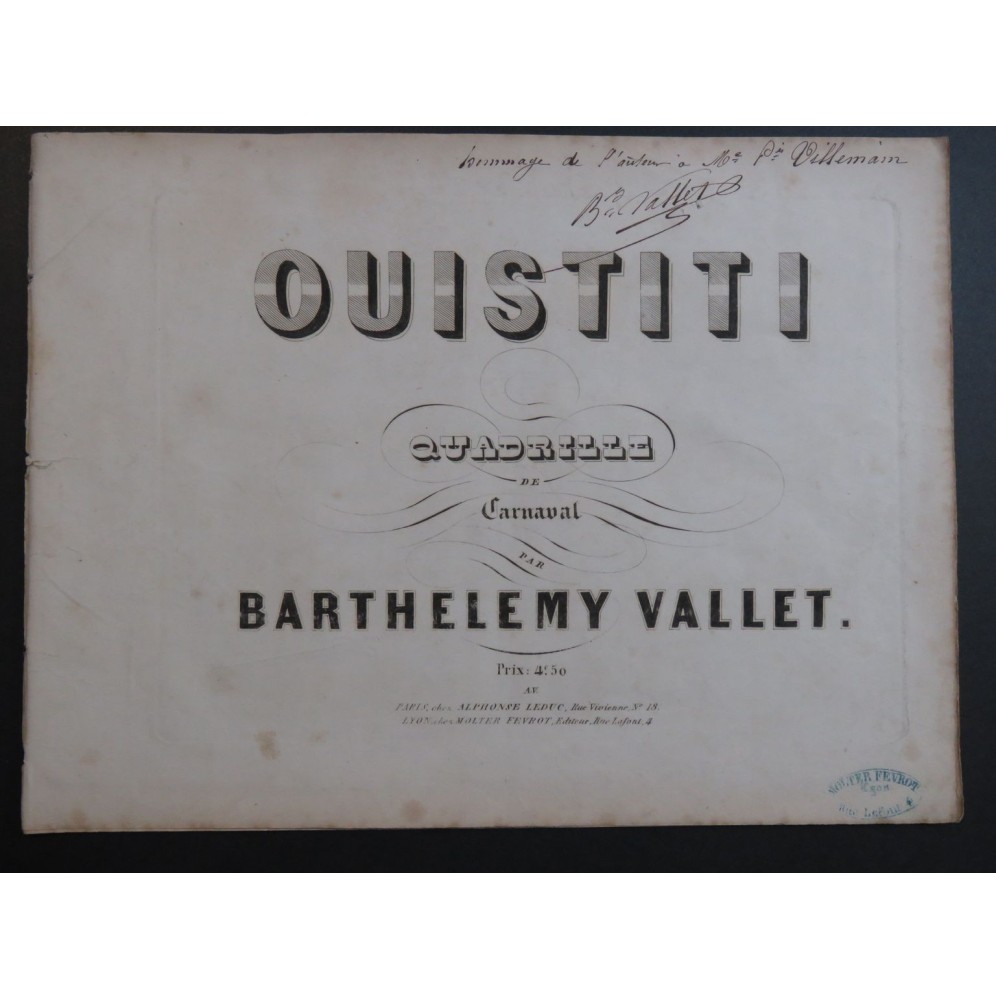 hommage de l'auteur a Mr. Pin Villemain
Bd. Vallet
OUISTITI
QUADRILLE
DE
Carnaval
PAR
BARTHELEMY VALLET.
Prix: 4f 50
A.V.
PARIS, chez ALPHONSE LEDUC, Rue Vivienne, No 18.
LYON, chez MOLTER FEVROT, Editeur, Rue Lafont, 4
MOLTER FEVROT
Lyon
Rue Lafont 4